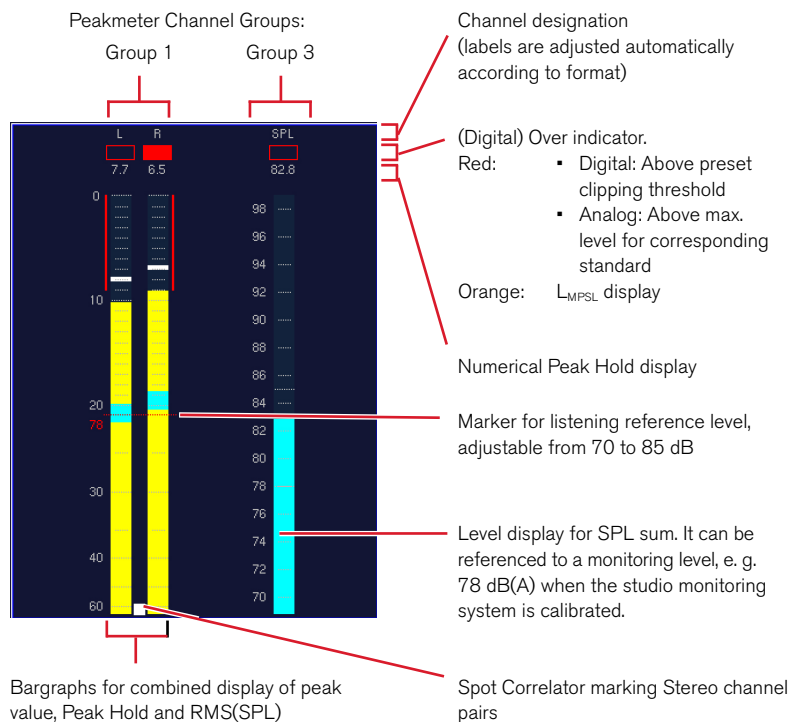 Peakmeter Channel Groups:
Group 1
Group 3
Channel designation
(labels are adjusted automatically
according to format)
L
R
SPL
7.7
6.5
82.8
(Digital) Over indicator.
Red:
▪ Digital: Above preset
clipping threshold
▪ Analog: Above max.
level for corresponding
standard
Orange:
LMPSL display
Numerical Peak Hold display
0
10
20
78
30
40
60
98
96
94
92
90
88
86
84
82
80
78
76
74
72
70
Marker for listening reference level,
adjustable from 70 to 85 dB
Level display for SPL sum. It can be
referenced to a monitoring level, e. g.
78 dB(A) when the studio monitoring
system is calibrated.
Bargraphs for combined display of peak
value, Peak Hold and RMS(SPL)
Spot Correlator marking Stereo channel
pairs